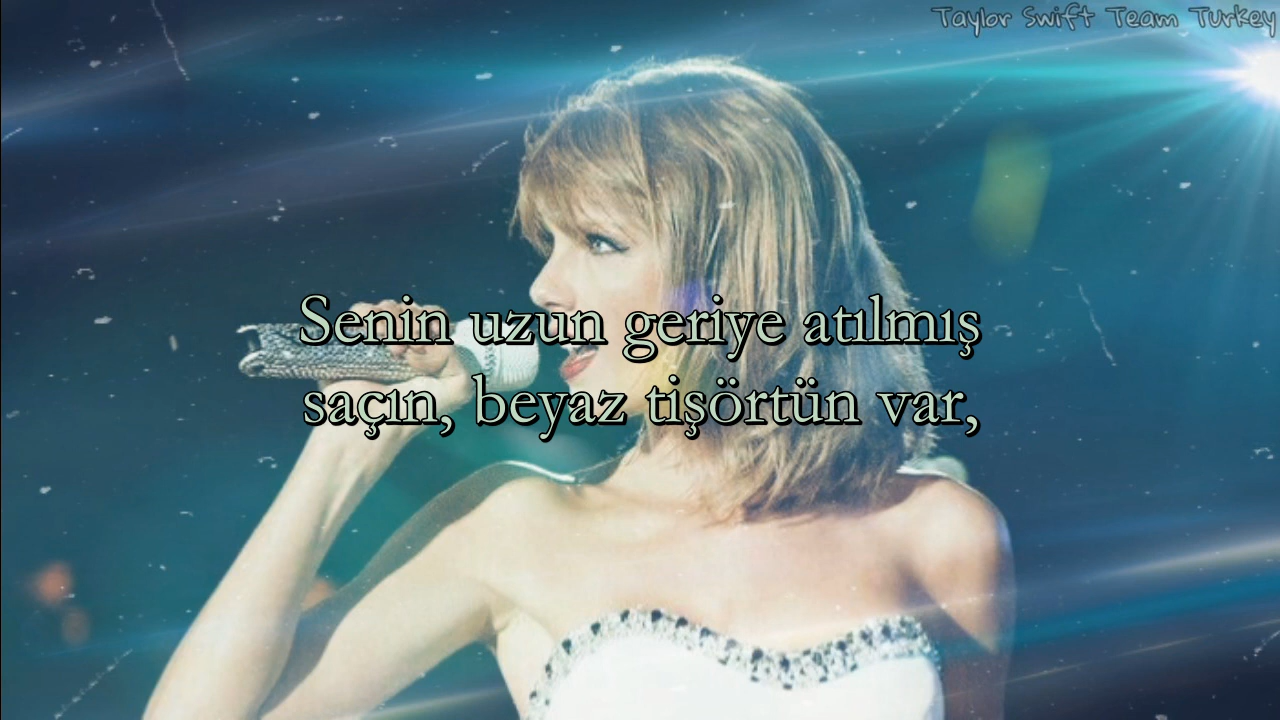 Taylor Swift Team Turkey
Senin uzun geriye atılmış
saçın, beyaz tişörtün var,